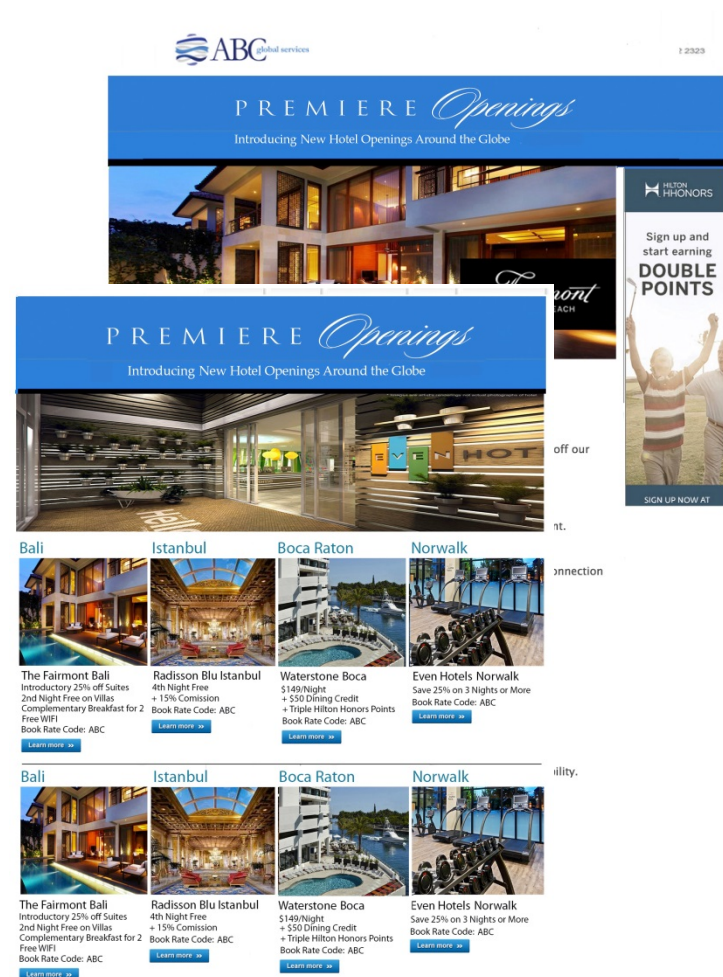 ABC global services
2323
PREMIERE Openings
Introducing New Hotel Openings Around the Globe
HILTON
HHONORS
Sign up and
start earning
DOUBLE
POINTS
SIGN UP NOW AT
PREMIERE Openings
Introducing New Hotel Openings Around the Globe
EVEN HOT
Hello
off our
nt.
onnection
ility.
Bali
Istanbul
Boca Raton
Norwalk
The Fairmont Bali
Introductory 25% off Suites
2nd Night Free on Villas
Complementary Breakfast for 2
Free WIFI
Book Rate Code: ABC
Learn more »
Radisson Blu Istanbul
4th Night Free
+ 15% Comission
Book Rate Code: ABC
Learn more »
Waterstone Boca
$149/Night
+ $50 Dining Credit
+ Triple Hilton Honors Points
Book Rate Code: ABC
Learn more »
Even Hotels Norwalk
Save 25% on 3 Nights or More
Book Rate Code: ABC
Learn more »
Bali
Istanbul
Boca Raton
Norwalk
The Fairmont Bali
Introductory 25% off Suites
2nd Night Free on Villas
Complementary Breakfast for 2
Free WIFI
Book Rate Code: ABC
Learn more »
Radisson Blu Istanbul
4th Night Free
+ 15% Comission
Book Rate Code: ABC
Learn more »
Waterstone Boca
$149/Night
+ $50 Dining Credit
+ Triple Hilton Honors Points
Book Rate Code: ABC
Learn more »
Even Hotels Norwalk
Save 25% on 3 Nights or More
Book Rate Code: ABC
Learn more »